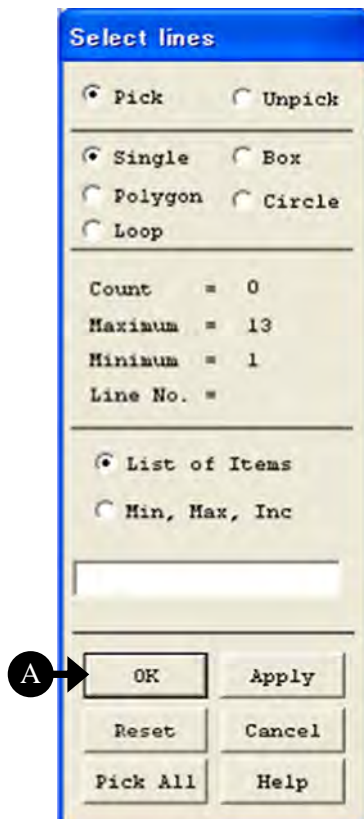 Select lines
Pick Unpick
Single Box
Polygon Circle
Loop
Count = 0
Maximum = 13
Minimum = 1
Line No. =
List of Items
Min, Max, Inc
A OK Apply
Reset Cancel
Pick All Help